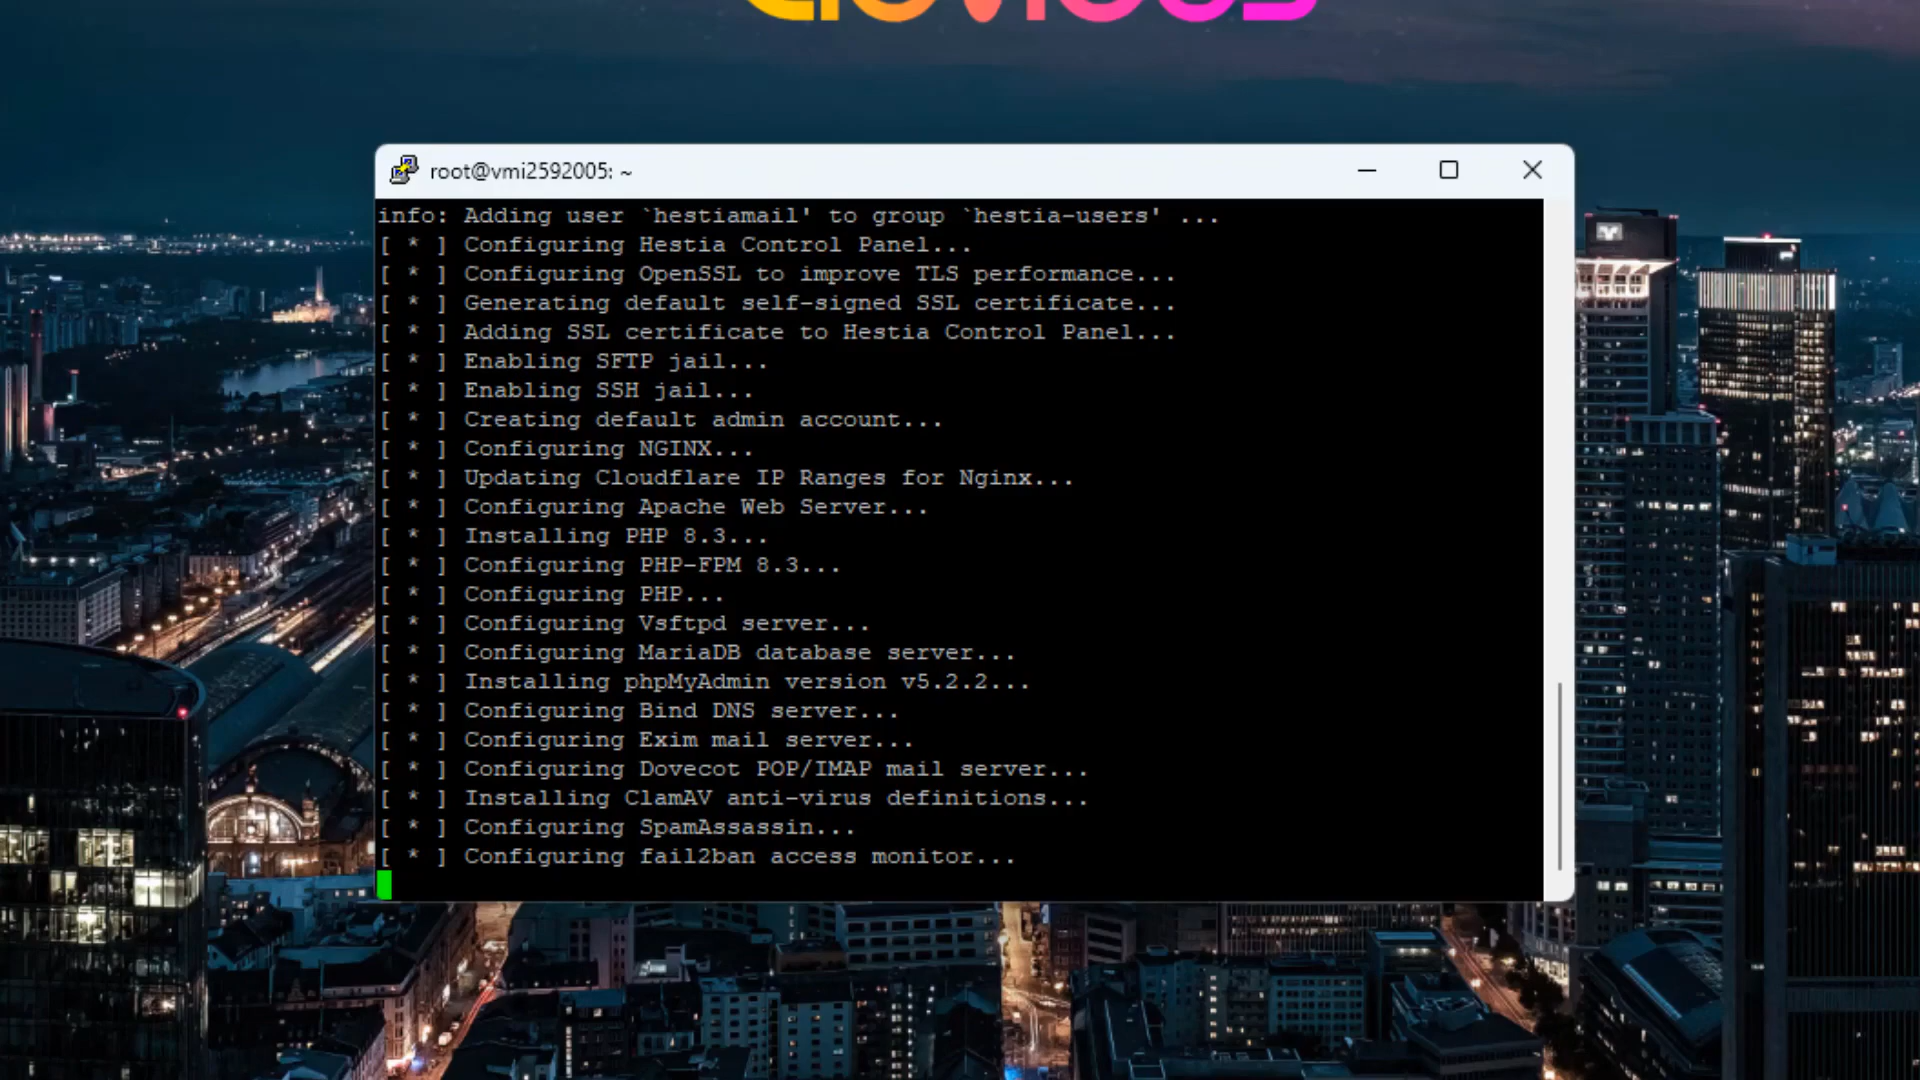 root@vmi2592005: ~
info: Adding user `hestiamail' to group `hestia-users' ...
[ * ] Configuring Hestia Control Panel...
[ * ] Configuring OpenSSL to improve TLS performance...
[ * ] Generating default self-signed SSL certificate...
[ * ] Adding SSL certificate to Hestia Control Panel...
[ * ] Enabling SFTP jail...
[ * ] Enabling SSH jail...
[ * ] Creating default admin account...
[ * ] Configuring NGINX...
[ * ] Updating Cloudflare IP Ranges for Nginx...
[ * ] Configuring Apache Web Server...
[ * ] Installing PHP 8.3...
[ * ] Configuring PHP-FPM 8.3...
[ * ] Configuring PHP...
[ * ] Configuring Vsftpd server...
[ * ] Configuring MariaDB database server...
[ * ] Installing phpMyAdmin version v5.2.2...
[ * ] Configuring Bind DNS server...
[ * ] Configuring Exim mail server...
[ * ] Configuring Dovecot POP/IMAP mail server...
[ * ] Installing ClamAV anti-virus definitions...
[ * ] Configuring SpamAssassin...
[ * ] Configuring fail2ban access monitor...